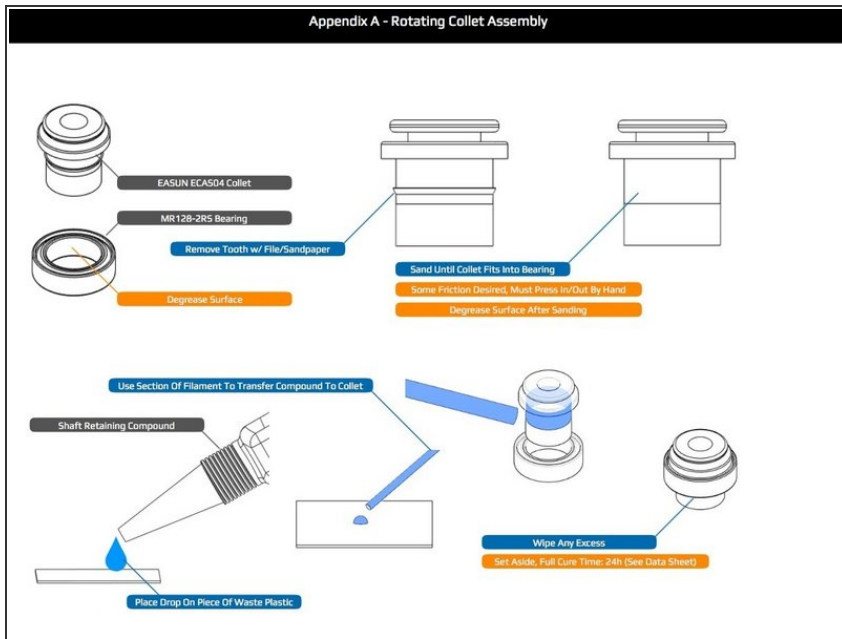 Appendix A - Rotating Collet Assembly
EASUN ECAS04 Collet
MR128-2RS Bearing
Remove Tooth w/ File/Sandpaper
Degrease Surface
Sand Until Collet Fits Into Bearing
Some Friction Desired, Must Press In/Out By Hand
Degrease Surface After Sanding
Use Section Of Filament To Transfer Compound To Collet
Shaft Retaining Compound
Wipe Any Excess
Set Aside, Full Cure Time: 24h (See Data Sheet)
Place Drop On Piece Of Waste Plastic